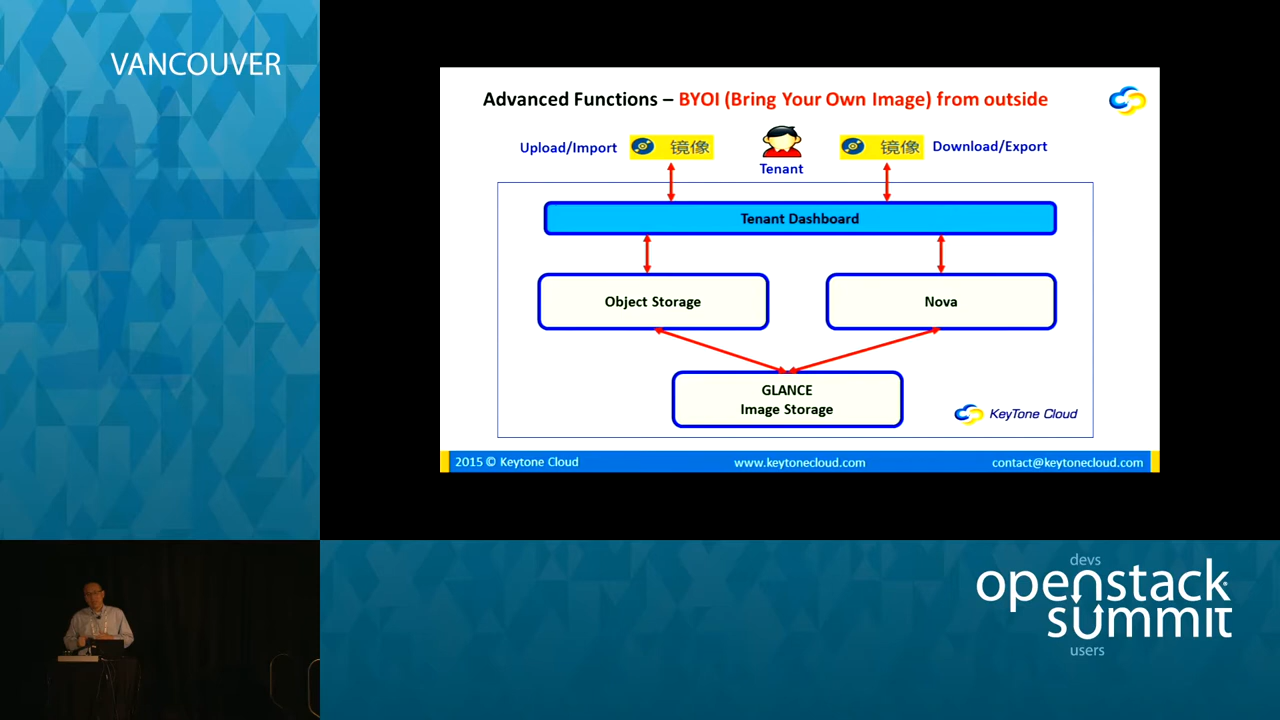 VANCOUVER
Advanced Functions – BYOI (Bring Your Own Image) from outside
Upload/Import
镜像
Tenant
镜像
Download/Export
Tenant Dashboard
Object Storage
Nova
GLANCE
Image Storage
KeyTone Cloud
2015 © Keytone Cloud
www.keytonecloud.com
contact@keytonecloud.com
devs
openstack
summit
users